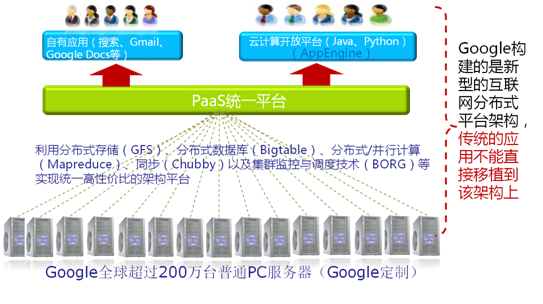 自有应用（搜索、Gmail、
Google Docs等）
云计算开放平台（Java、Python）
（AppEngine）
PaaS统一平台
利用分布式存储（GFS）、分布式数据库（Bigtable）、分布式/并行计算
（Mapreduce）、同步（Chubby）以及集群监控与调度技术（BORG）等
实现统一高性价比的架构平台
Google全球超过200万台普通PC服务器（Google定制）
Google构
建的是新
型的互联
网分布式
平台架构，
传统的应
用不能直
接移植到
该架构上